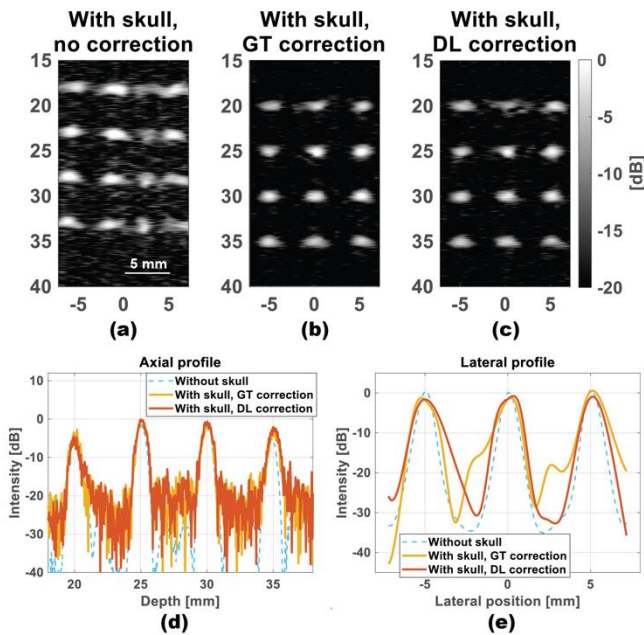 With skull,
no correction
With skull,
GT correction
With skull,
DL correction
15
20
25
30
35
40
5 mm
-5
0
5
(a)
15
20
25
30
35
40
-5
0
5
(b)
15
20
25
30
35
40
-5
0
5
(c)
0
-5
-10
-15
-20
[dB]
Axial profile
Without skull
With skull, GT correction
With skull, DL correction
10
0
-10
-20
-30
-40
Intensity [dB]
20
25
30
35
Depth [mm]
(d)
Lateral profile
0
-10
-20
-30
-40
Intensity [dB]
Without skull
With skull, GT correction
With skull, DL correction
-5
0
5
Lateral position [mm]
(e)